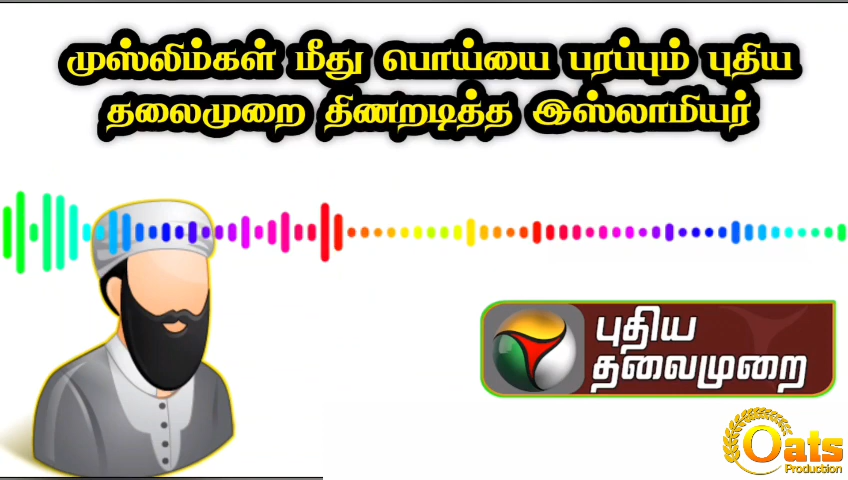 முஸ்லிம்கள் மீது பொய்யை பரப்பும் புதிய
தலைமுறை திணறடித்த இஸ்லாமியர்
புதிய
தலைமுறை
Oats
Production